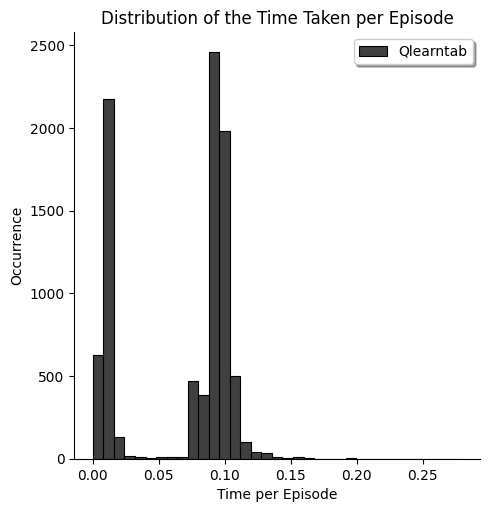 Distribution of the Time Taken per Episode
Qlearntab
2500
2000
1500
1000
500
0
Occurrence
0.00 0.05 0.10 0.15 0.20 0.25
Time per Episode